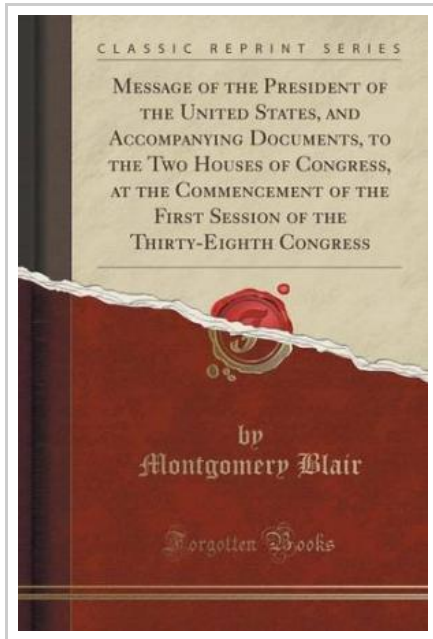 CLASSIC REPRINT SERIES
MESSAGE OF THE PRESIDENT OF
THE UNITED STATES, AND
ACCOMPANYING DOCUMENTS, TO
THE TWO HOUSES OF CONGRESS,
AT THE COMMENCEMENT OF THE
FIRST SESSION OF THE
THIRTY-EIGHTH CONGRESS
by
Montgomery Blair
Forgotten Books